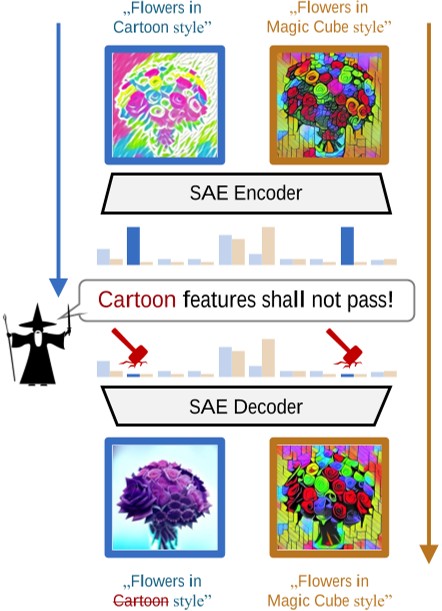 „Flowers in
Cartoon style”
„Flowers in
Magic Cube style”
SAE Encoder
Cartoon features shall not pass!
SAE Decoder
„Flowers in
Cartoon style”
„Flowers in
Magic Cube style”